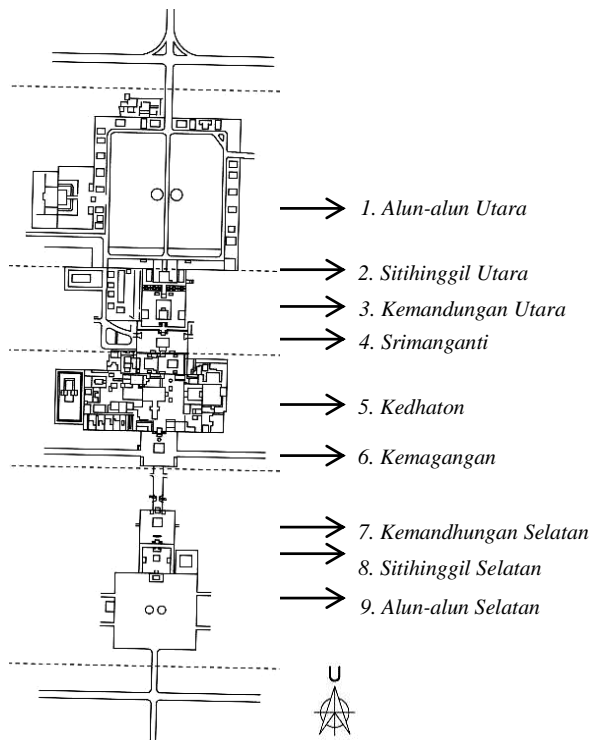 1. Alun-alun Utara
2. Sitihinggil Utara
3. Kemandungan Utara
4. Srimanganti
5. Kedhaton
6. Kemagangan
7. Kemandhungan Selatan
8. Sitihinggil Selatan
9. Alun-alun Selatan
U